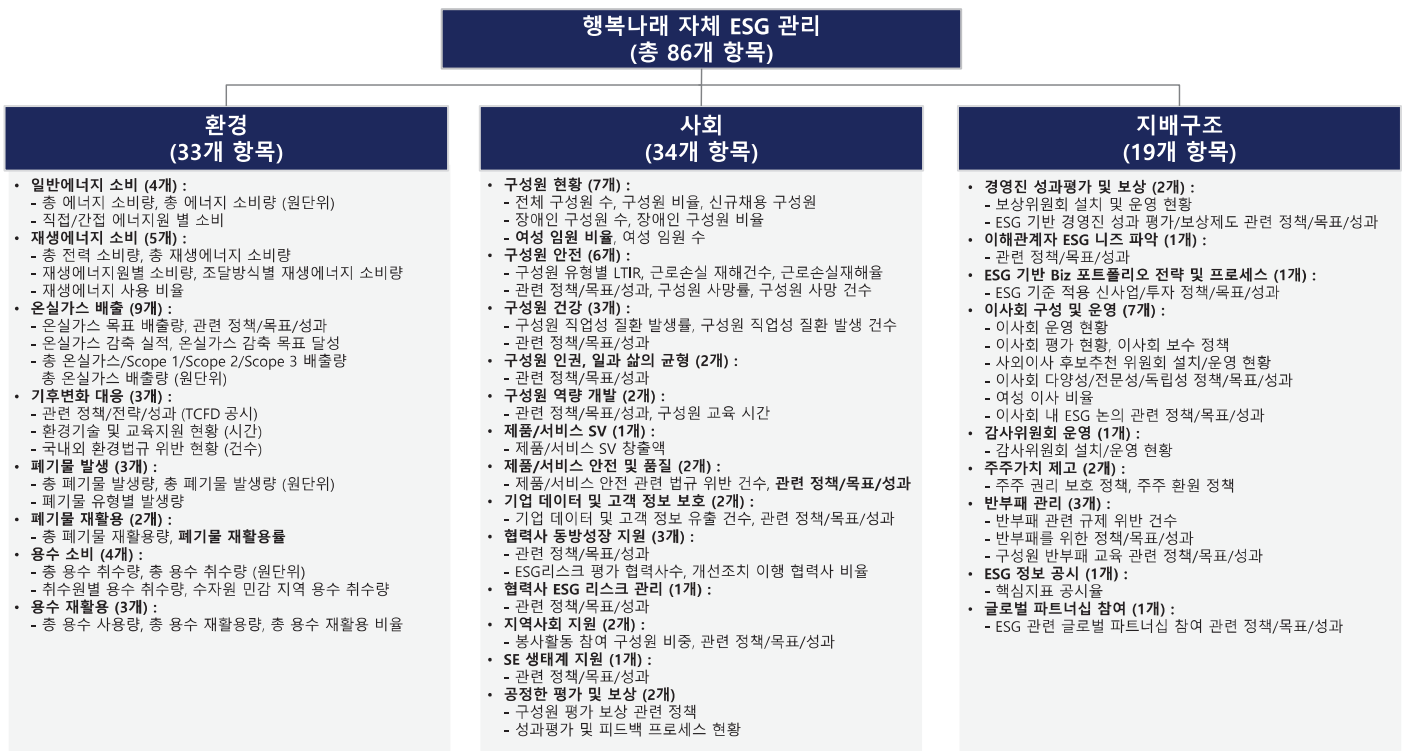 행복나래 자체 ESG 관리
(총 86개 항목)
환경
(33개 항목)
• 일반에너지 소비 (4개) :
- 총 에너지 소비량, 총 에너지 소비량 (원단위)
- 직접/간접 에너지원 별 소비
• 재생에너지 소비 (5개) :
- 총 전력 소비량, 총 재생에너지 소비량
- 재생에너지원별 소비량, 조달방식별 재생에너지 소비량
- 재생에너지 사용 비율
• 온실가스 배출 (9개) :
- 온실가스 목표 배출량, 관련 정책/목표/성과
- 온실가스 감축 실적, 온실가스 감축 목표 달성
- 총 온실가스/Scope 1/Scope 2/Scope 3 배출량
총 온실가스 배출량 (원단위)
• 기후변화 대응 (3개) :
- 관련 정책/전략/성과 (TCFD 공시)
- 환경기술 및 교육지원 현황 (시간)
- 국내외 환경법규 위반 현황 (건수)
• 폐기물 발생 (3개) :
- 총 폐기물 발생량, 총 폐기물 발생량 (원단위)
- 폐기물 유형별 발생량
• 폐기물 재활용 (2개) :
- 총 폐기물 재활용량, 폐기물 재활용률
• 용수 소비 (4개) :
- 총 용수 취수량, 총 용수 취수량 (원단위)
- 취수원별 용수 취수량, 수자원 민감 지역 용수 취수량
• 용수 재활용 (3개) :
- 총 용수 사용량, 총 용수 재활용량, 총 용수 재활용 비율
사회
(34개 항목)
• 구성원 현황 (7개) :
- 전체 구성원 수, 구성원 비율, 신규채용 구성원
- 장애인 구성원 수, 장애인 구성원 비율
- 여성 임원 비율, 여성 임원 수
• 구성원 안전 (6개) :
- 구성원 유형별 LTIR, 근로손실 재해건수, 근로손실재해율
- 관련 정책/목표/성과, 구성원 사망률, 구성원 사망 건수
• 구성원 건강 (3개) :
- 구성원 직업성 질환 발생률, 구성원 직업성 질환 발생 건수
- 관련 정책/목표/성과
• 구성원 인권, 일과 삶의 균형 (2개) :
- 관련 정책/목표/성과
• 구성원 역량 개발 (2개) :
- 관련 정책/목표/성과, 구성원 교육 시간
• 제품/서비스 SV (1개) :
- 제품/서비스 SV 창출액
• 제품/서비스 안전 및 품질 (2개) :
- 제품/서비스 안전 관련 법규 위반 건수, 관련 정책/목표/성과
• 기업 데이터 및 고객 정보 보호 (2개) :
- 기업 데이터 및 고객 정보 유출 건수, 관련 정책/목표/성과
• 협력사 동방성장 지원 (3개) :
- 관련 정책/목표/성과
- ESG리스크 평가 협력사수, 개선조치 이행 협력사 비율
• 협력사 ESG 리스크 관리 (1개) :
- 관련 정책/목표/성과
• 지역사회 지원 (2개) :
- 봉사활동 참여 구성원 비중, 관련 정책/목표/성과
• SE 생태계 지원 (1개) :
- 관련 정책/목표/성과
• 공정한 평가 및 보상 (2개)
- 구성원 평가 보상 관련 정책
- 성과평가 및 피드백 프로세스 현황
지배구조
(19개 항목)
• 경영진 성과평가 및 보상 (2개) :
- 보상위원회 설치 및 운영 현황
- ESG 기반 경영진 성과 평가/보상제도 관련 정책/목표/성과
• 이해관계자 ESG 니즈 파악 (1개) :
- 관련 정책/목표/성과
• ESG 기반 Biz 포트폴리오 전략 및 프로세스 (1개) :
- ESG 기준 적용 신사업/투자 정책/목표/성과
• 이사회 구성 및 운영 (7개) :
- 이사회 운영 현황
- 이사회 평가 현황, 이사회 보수 정책
- 사외이사 후보추천 위원회 설치/운영 현황
- 이사회 다양성/전문성/독립성 정책/목표/성과
- 여성 이사 비율
- 이사회 내 ESG 논의 관련 정책/목표/성과
• 감사위원회 운영 (1개) :
- 감사위원회 설치/운영 현황
• 주주가치 제고 (2개) :
- 주주 권리 보호 정책, 주주 환원 정책
• 반부패 관리 (3개) :
- 반부패 관련 규제 위반 건수
- 반부패를 위한 정책/목표/성과
- 구성원 반부패 교육 관련 정책/목표/성과
• ESG 정보 공시 (1개) :
- 핵심지표 공시율
• 글로벌 파트너십 참여 (1개) :
- ESG 관련 글로벌 파트너십 참여 관련 정책/목표/성과